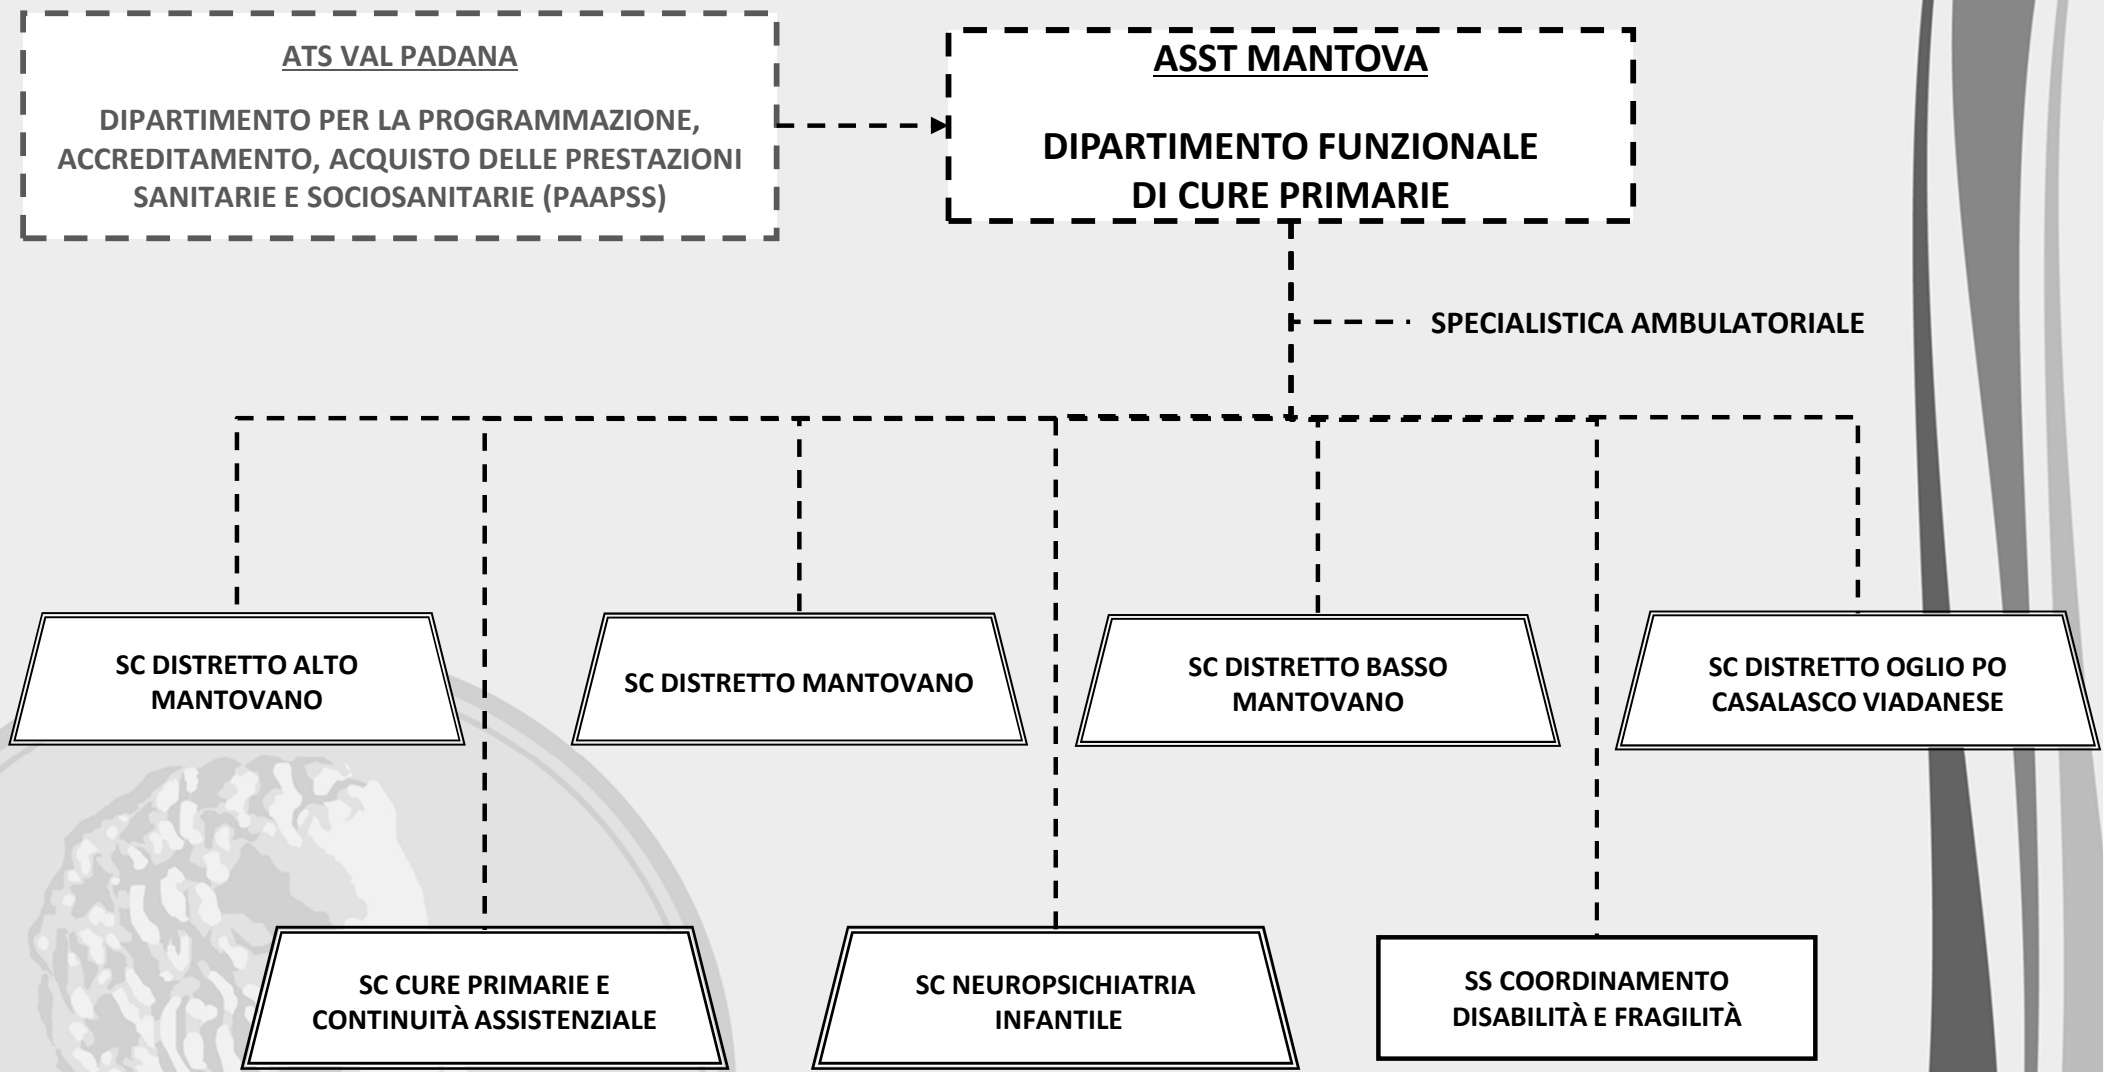 ATS VAL PADANA
DIPARTIMENTO PER LA PROGRAMMAZIONE,
ACCREDITAMENTO, ACQUISTO DELLE PRESTAZIONI
SANITARIE E SOCIOSANITARIE (PAAPSS)
ASST MANTOVA
DIPARTIMENTO FUNZIONALE
DI CURE PRIMARIE
SPECIALISTICA AMBULATORIALE
SC DISTRETTO ALTO
MANTOVANO
SC DISTRETTO MANTOVANO
SC DISTRETTO BASSO
MANTOVANO
SC DISTRETTO OGLIO PO
CASALASCO VIADANESE
SC CURE PRIMARIE E
CONTINUITÀ ASSISTENZIALE
SC NEUROPSICHIATRIA
INFANTILE
SS COORDINAMENTO
DISABILITÀ E FRAGILITÀ